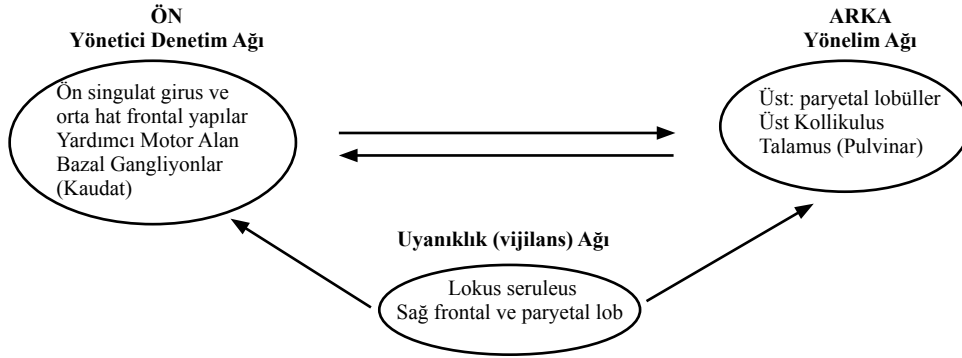 ÖN
Yönetici Denetim Ağı
Ön singulat girus ve
orta hat frontal yapılar
Yardımcı Motor Alan
Bazal Gangliyonlar
(Kaudat)
ARKA
Yönelim Ağı
Üst: paryetal lobüller
Üst Kollikulus
Talamus (Pulvinar)
Uyanıklık (vijilans) Ağı
Lokus seruleus
Sağ frontal ve paryetal lob